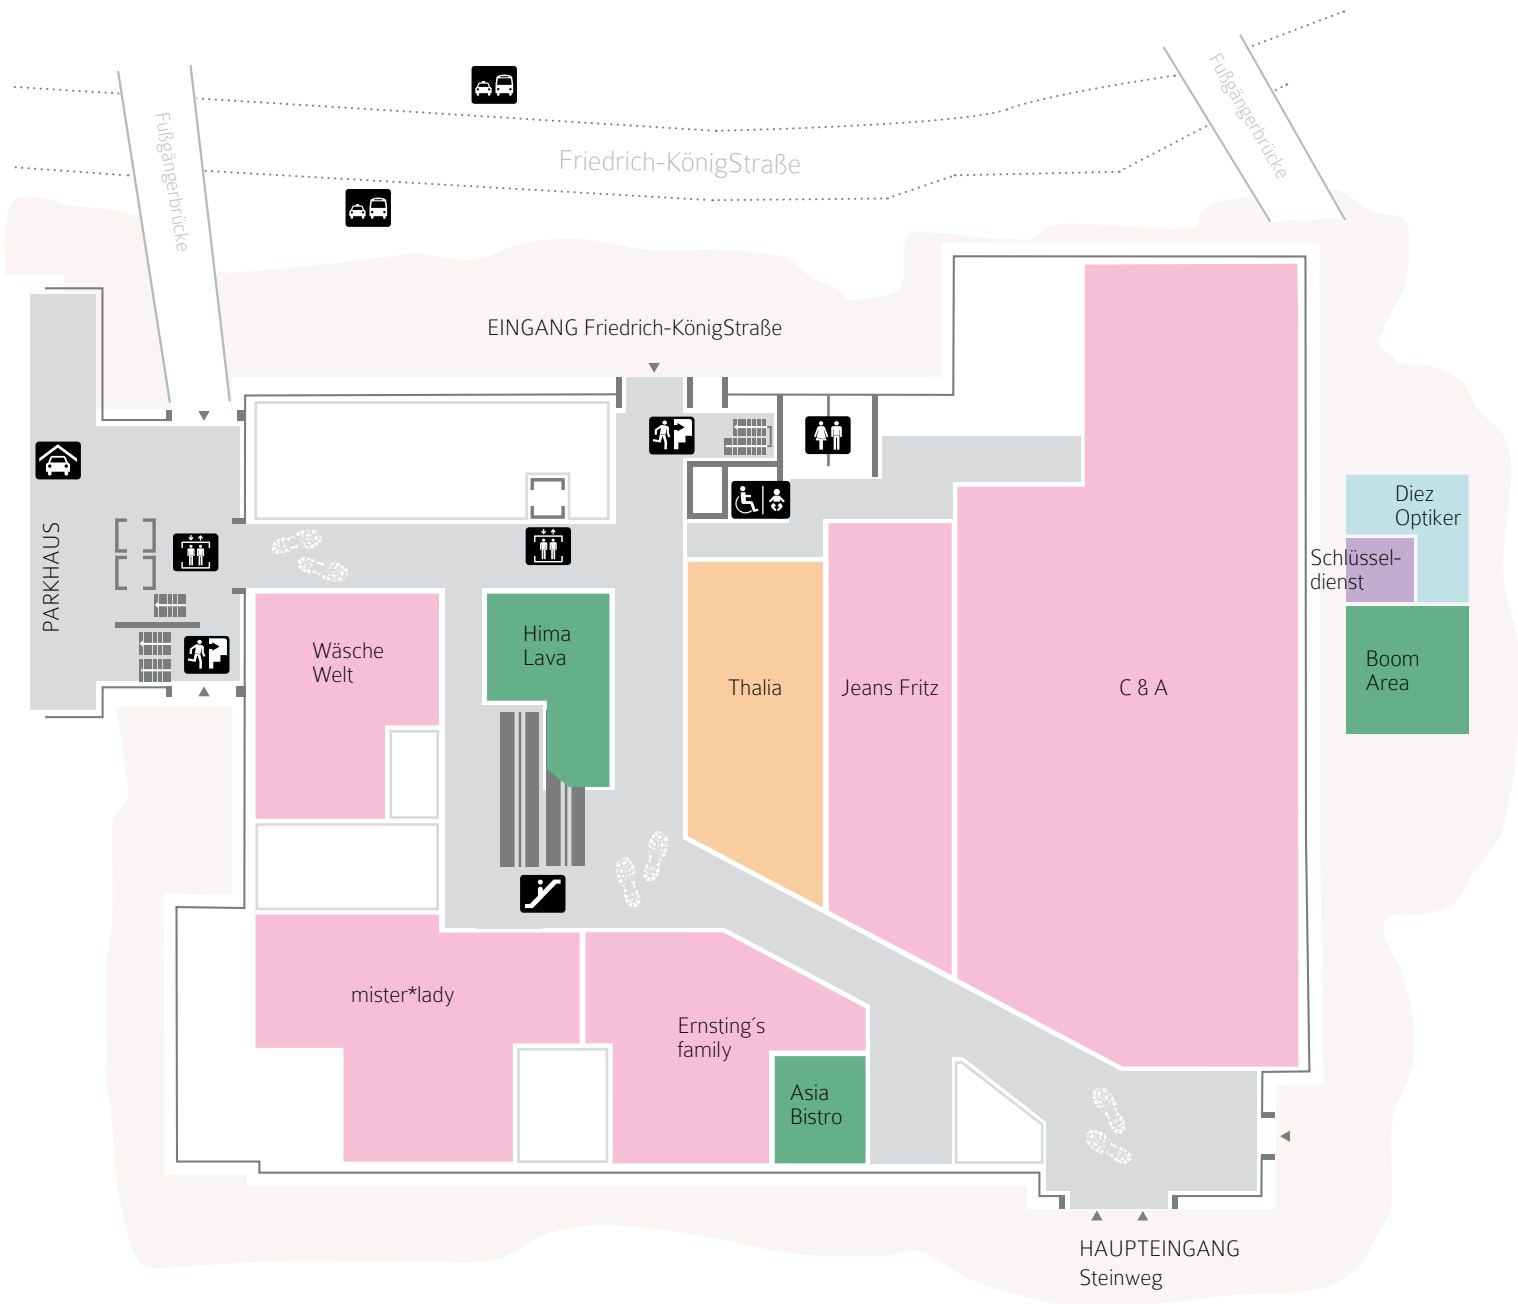 Fußgängerbrücke
Fußgängerbrücke
Friedrich-KönigStraße
EINGANG Friedrich-KönigStraße
PARKHAUS
Diez
Optiker
Schlüssel-
dienst
Boom
Area
Wäsche
Welt
Hima
Lava
Thalia
Jeans Fritz
C & A
mister*lady
Ernsting´s
family
Asia
Bistro
HAUPTEINGANG
Steinweg